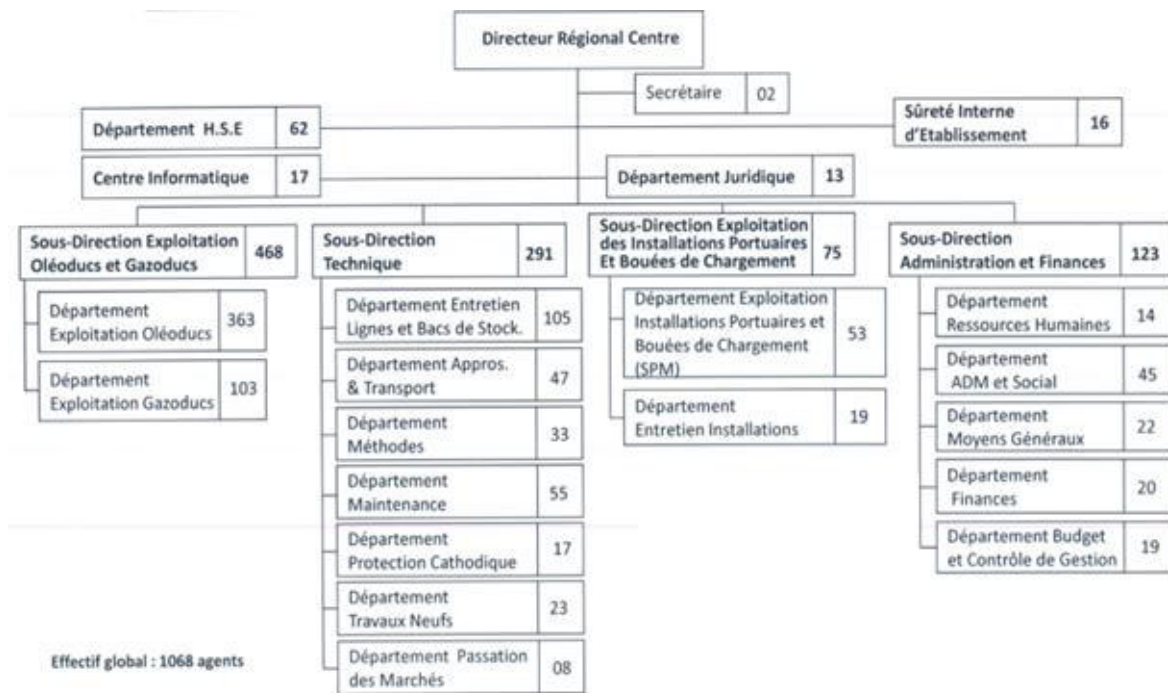 Directeur Régional Centre
Secrétaire 02
Département H.S.E 62
Sûreté Interne
d'Etablissement 16
Centre Informatique 17
Département Juridique 13
Sous-Direction Exploitation
Oléoducs et Gazoducs 468
Département
Exploitation Oléoducs 363
Département
Exploitation Gazoducs 103
Sous-Direction
Technique 291
Département Entretien
Lignes et Bacs de Stock. 105
Département Appros.
& Transport 47
Département
Méthodes 33
Département
Maintenance 55
Département
Protection Cathodique 17
Département
Travaux Neufs 23
Département Passation
des Marchés 08
Sous-Direction Exploitation
des Installations Portuaires
Et Bouées de Chargement 75
Département Exploitation
Installations Portuaires et
Bouées de Chargement
(SPM) 53
Département
Entretien Installations 19
Sous-Direction
Administration et Finances 123
Département
Ressources Humaines 14
Département
ADM et Social 45
Département
Moyens Généraux 22
Département
Finances 20
Département Budget
et Contrôle de Gestion 19
Effectif global : 1068 agents